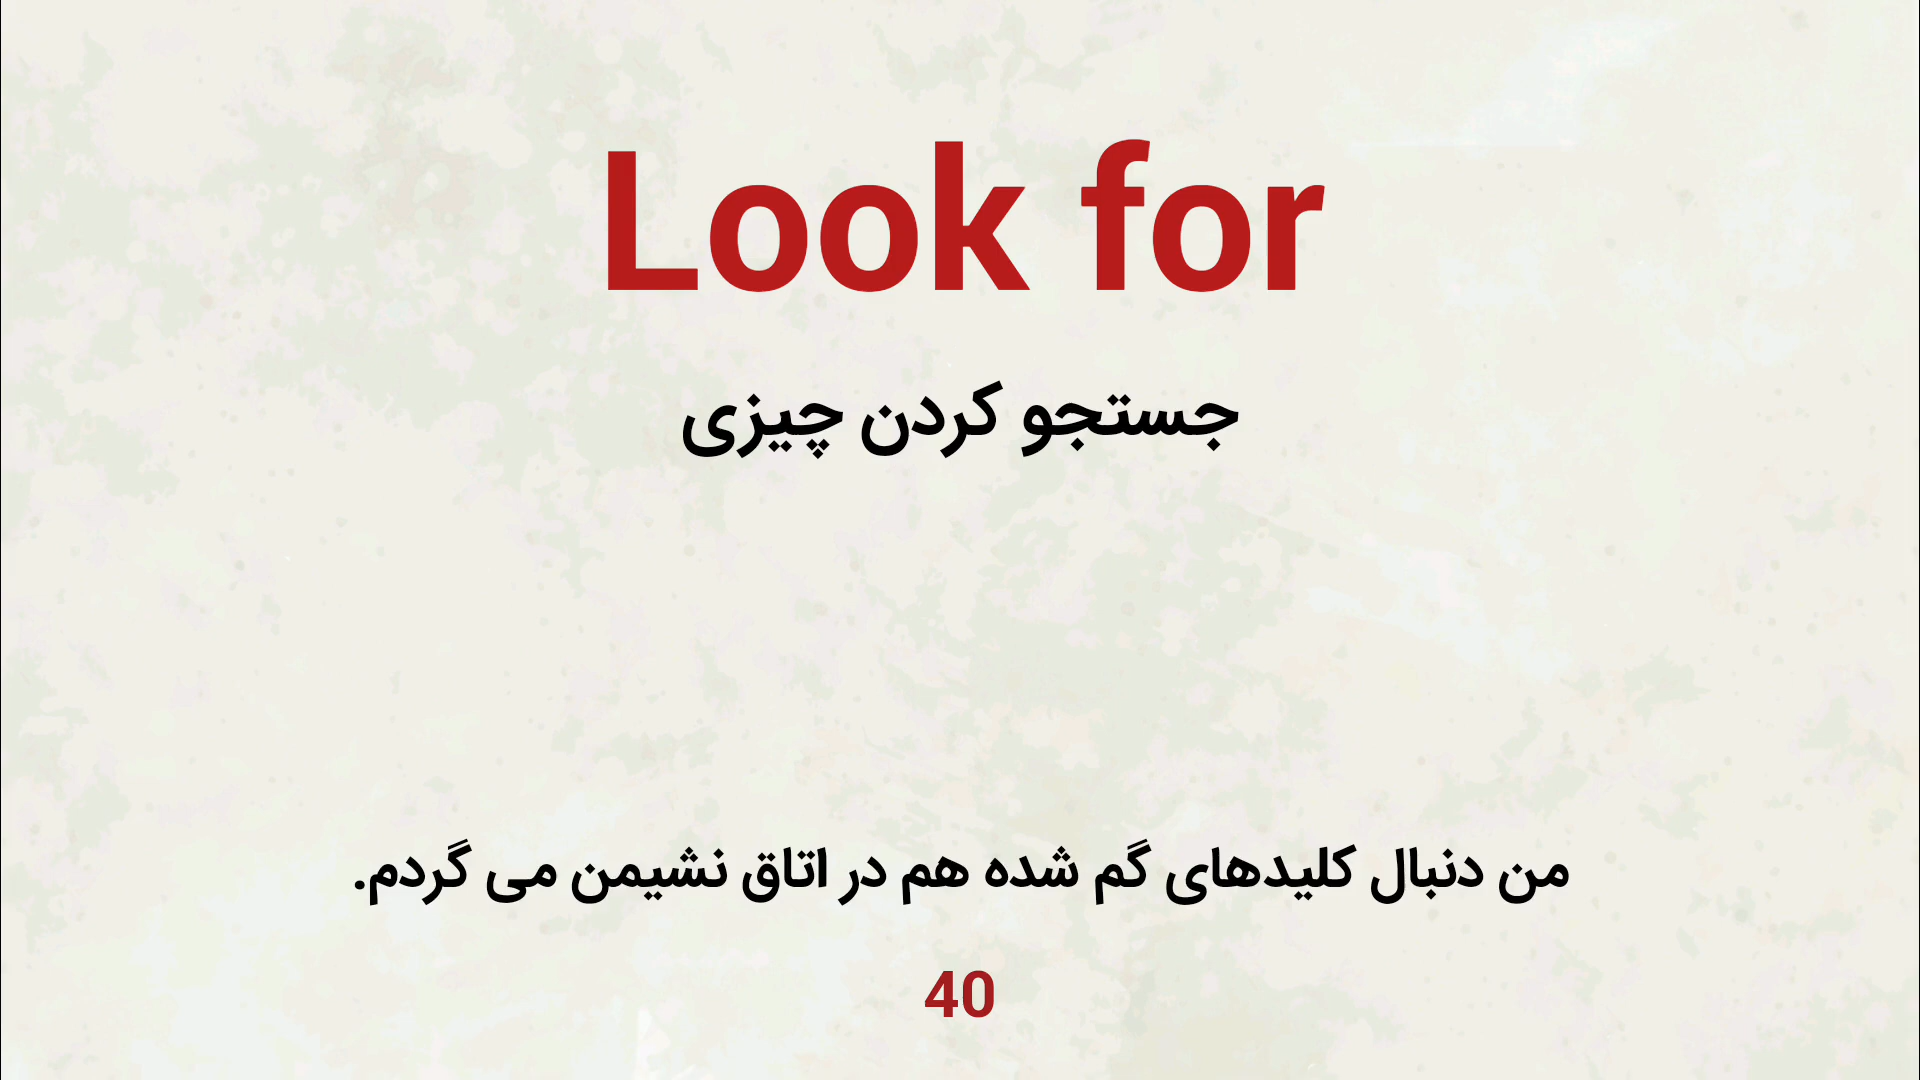 Look for
جستجو کردن چیزی
من دنبال کلیدهای گم شده هم در اتاق نشیمن می گردم.
40